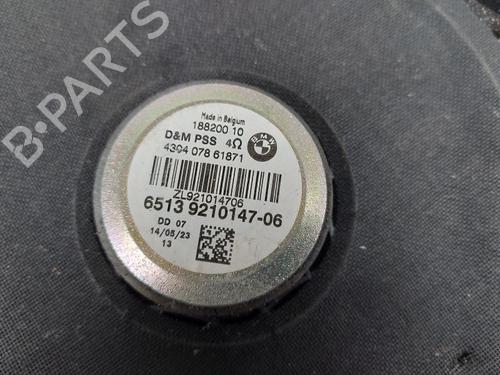 Made in Belgium
188200 10
D&M PSS 4Ω
4304 078 61871
BMW
ZL921014706
6513 9210147-06
DD 07
14/05/23
13
B-PARTS